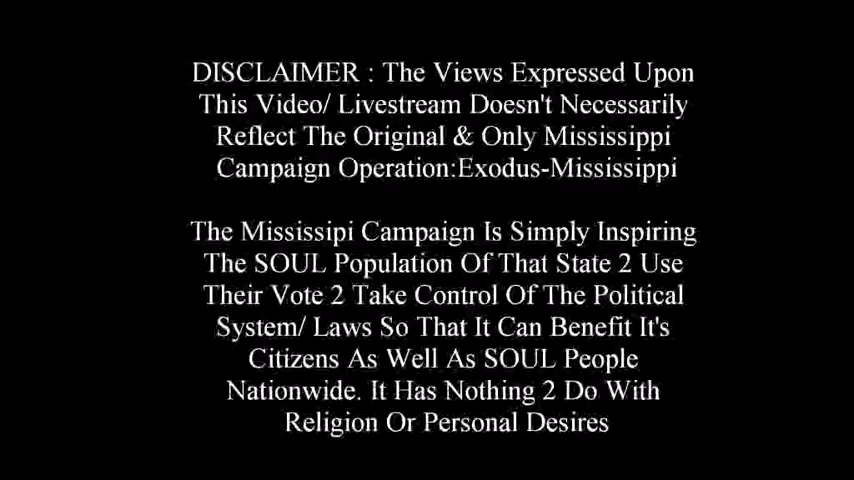 DISCLAIMER : The Views Expressed Upon
This Video/ Livestream Doesn't Necessarily
Reflect The Original & Only Mississippi
Campaign Operation:Exodus-Mississippi
The Mississipi Campaign Is Simply Inspiring
The SOUL Population Of That State 2 Use
Their Vote 2 Take Control Of The Political
System/ Laws So That It Can Benefit It's
Citizens As Well As SOUL People
Nationwide. It Has Nothing 2 Do With
Religion Or Personal Desires